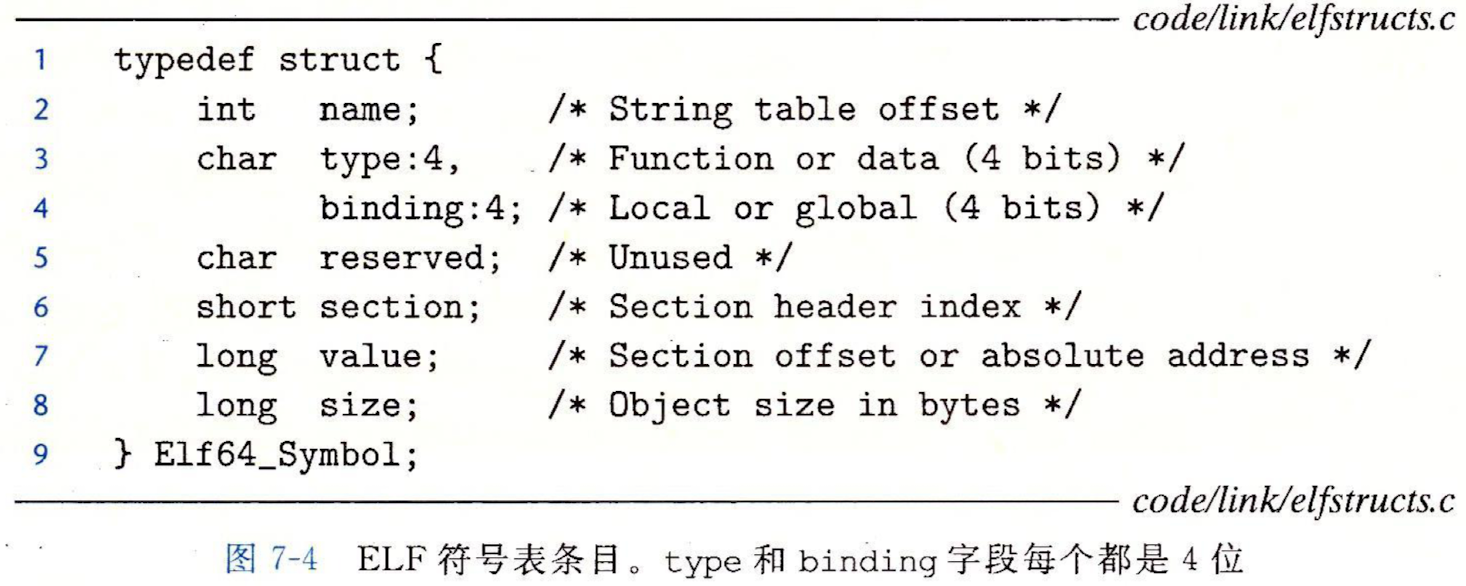 code/link/elfstructs.c
1 typedef struct {
2 int name; /* String table offset */
3 char type:4, /* Function or data (4 bits) */
4 binding:4; /* Local or global (4 bits) */
5 char reserved; /* Unused */
6 short section; /* Section header index */
7 long value; /* Section offset or absolute address */
8 long size; /* Object size in bytes */
9 } Elf64_Symbol;
code/link/elfstructs.c
图 7-4 ELF 符号表条目。type 和 binding 字段每个都是 4 位